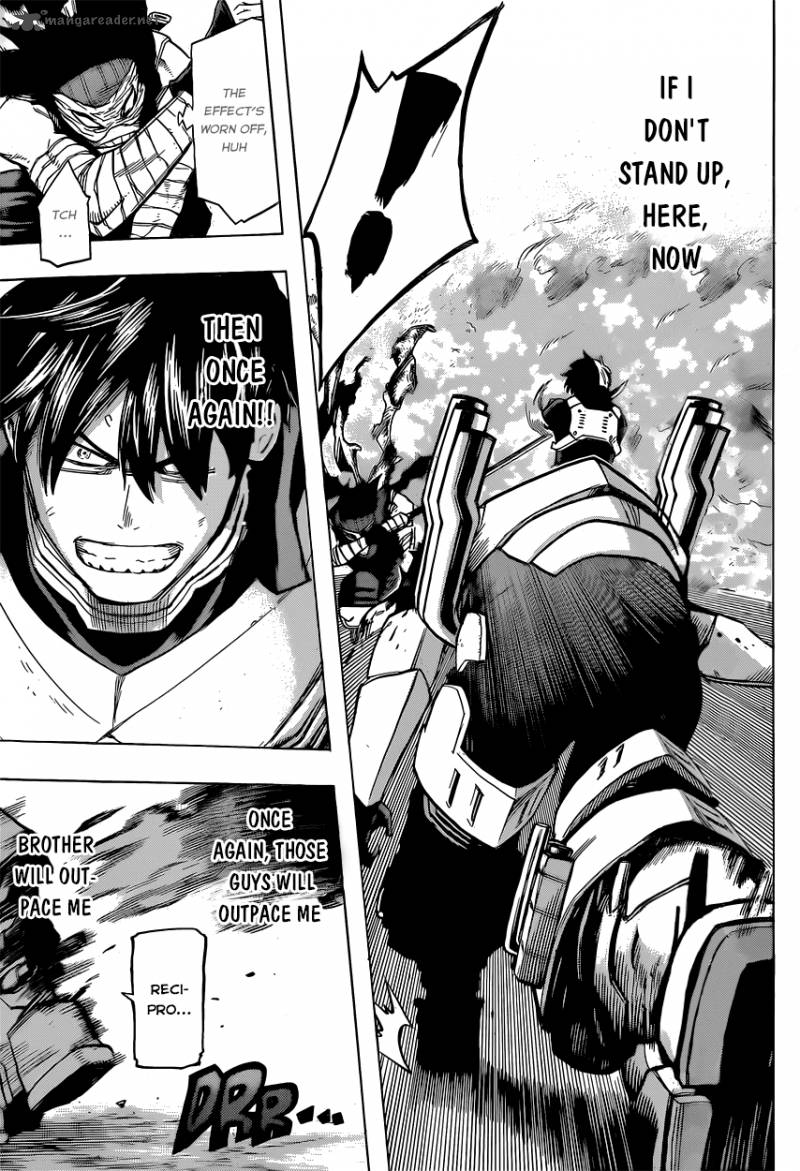 mangareader.net
IF I
DON'T
STAND UP,
HERE,
NOW
!
THE
EFFECT'S
WORN OFF,
HUH
TCH
...
THEN
ONCE
AGAIN!!
ONCE
AGAIN, THOSE
GUYS WILL
OUTPACE ME
BROTHER
WILL OUT-
PACE ME
RECI-
PRO...
DRR...